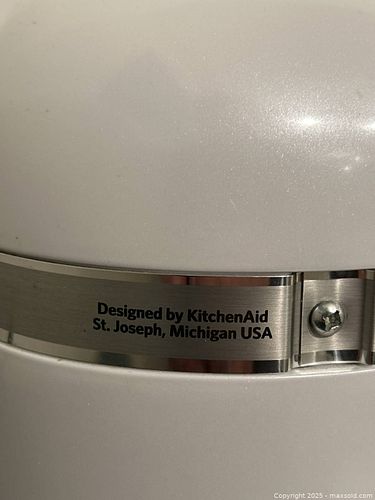 Designed by KitchenAid
St. Joseph, Michigan USA
Copyright 2025 - maxsold.com